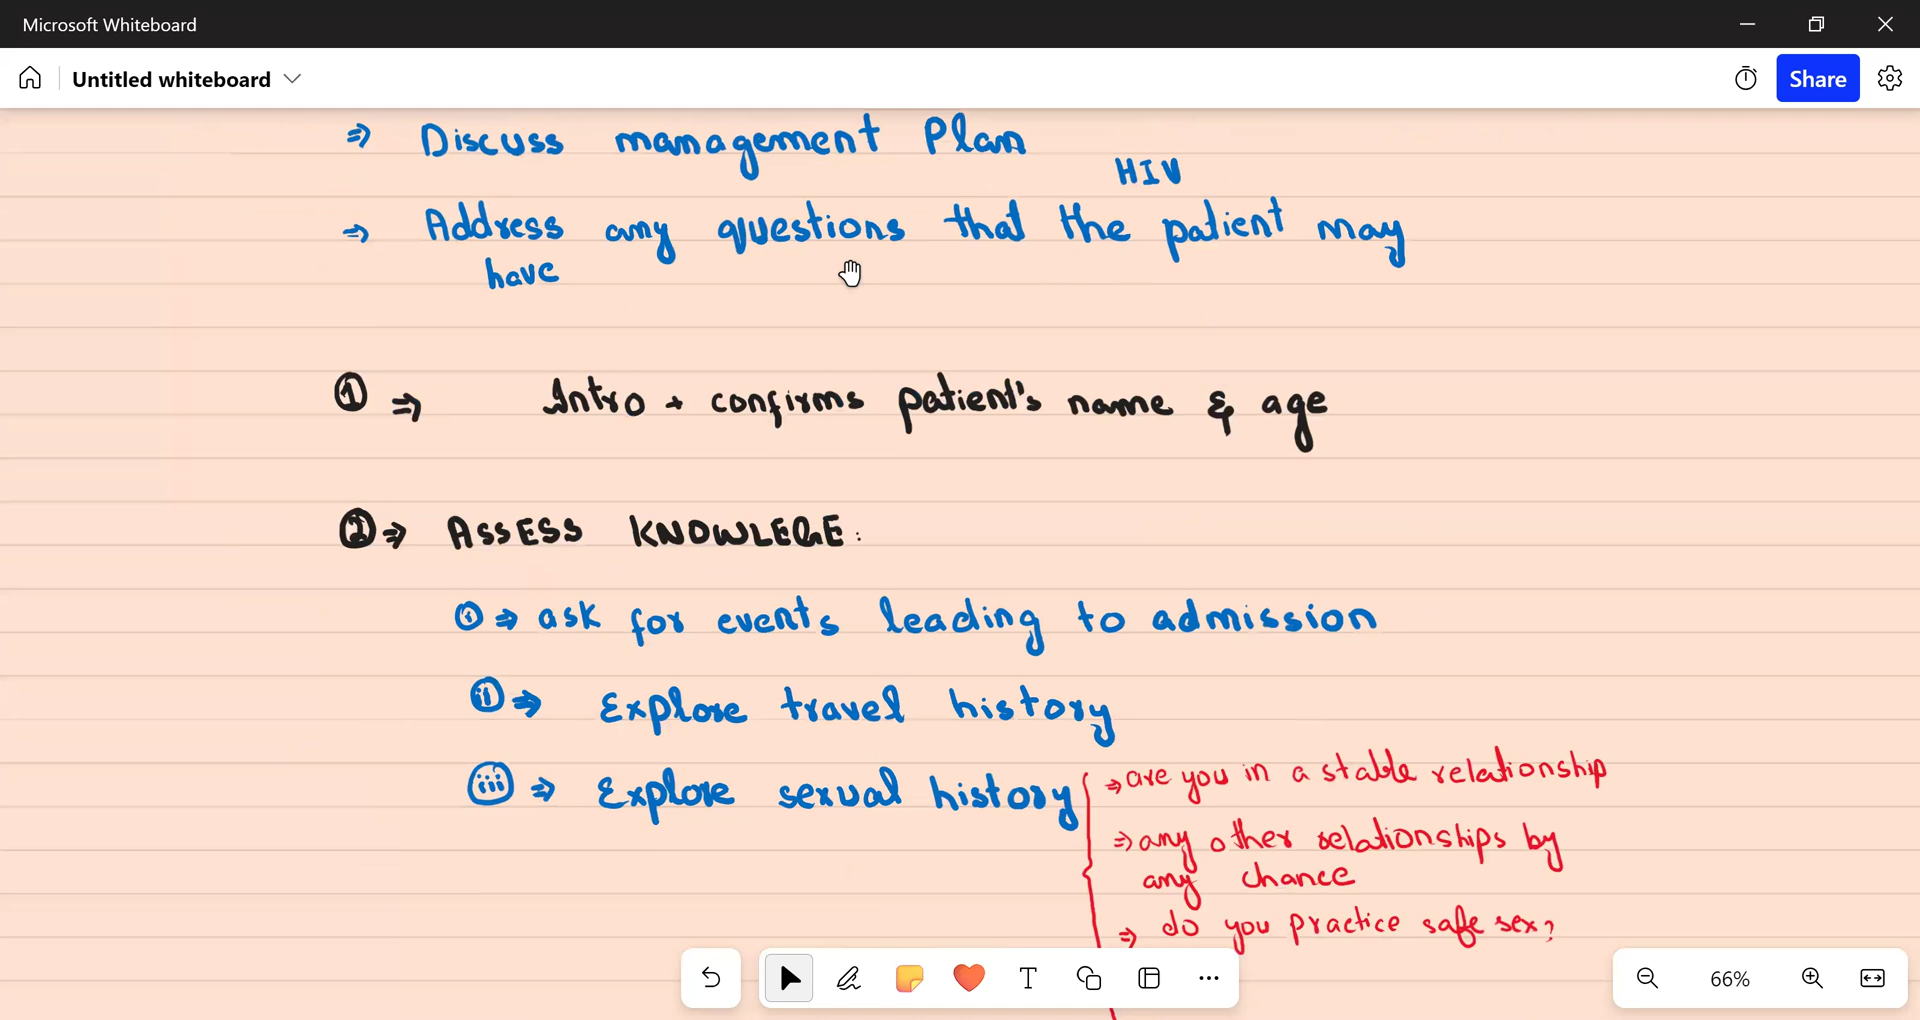 Microsoft Whiteboard
Untitled whiteboard
Share
⇒ Discuss management Plan
HIV
⇒ Address any questions that the patient may
have
① ⇒ Intro + confirms patient's name & age
② ⇒ ASSESS KNOWLEGE:
ⓘ ⇒ ask for events leading to admission
ⓘⓘ ⇒ Explore travel history
ⓘⓘⓘ ⇒ Explore sexual history
⇒ are you in a stable relationship
⇒ any other relationships by
any chance
⇒ do you practice safe sex?
66%